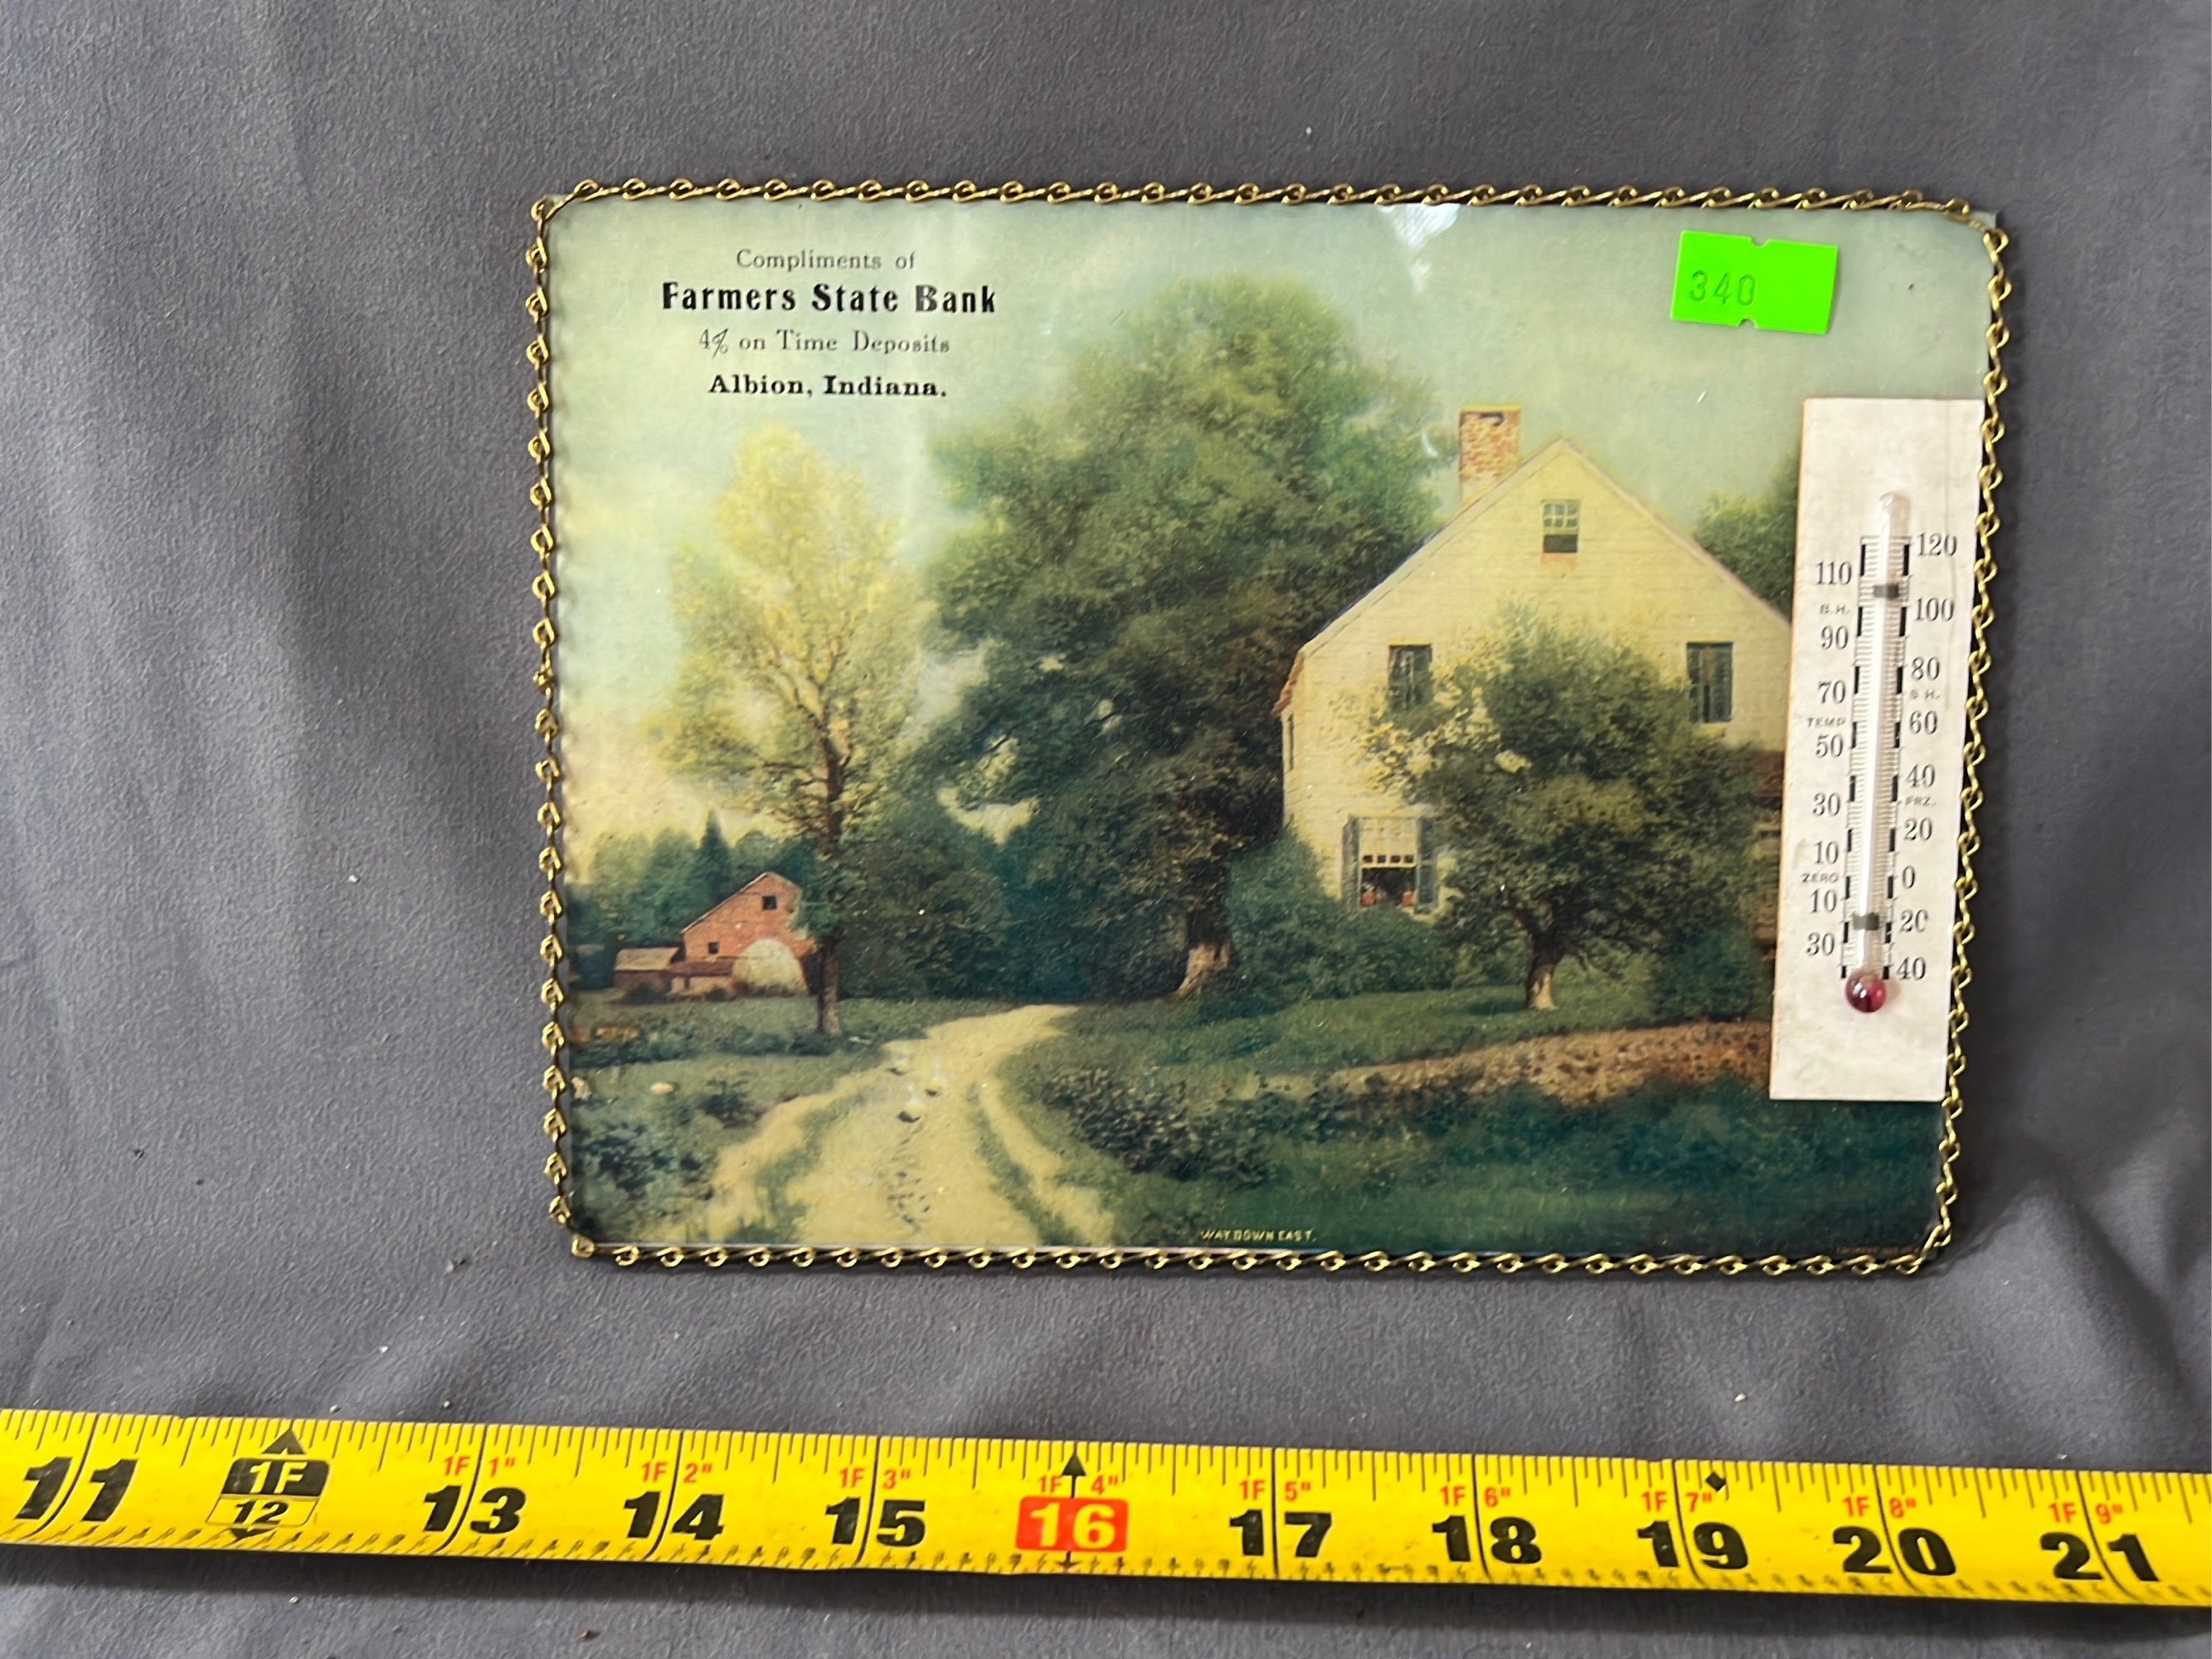 Compliments of
Farmers State Bank
4% on Time Deposits
Albion, Indiana.
340
120
110
B.H.
100
90
80
70
S H.
TEMP
60
50
40
30
FRZ.
20
10
ZERO
0
10
20
30
40
WAY DOWN EAST.
1F 1" 1F 2" 1F 3" 1F 4" 1F 5" 1F 6" 1F 7" 1F 8" 1F 9"
11 1F 12 13 14 15 16 17 18 19 20 21